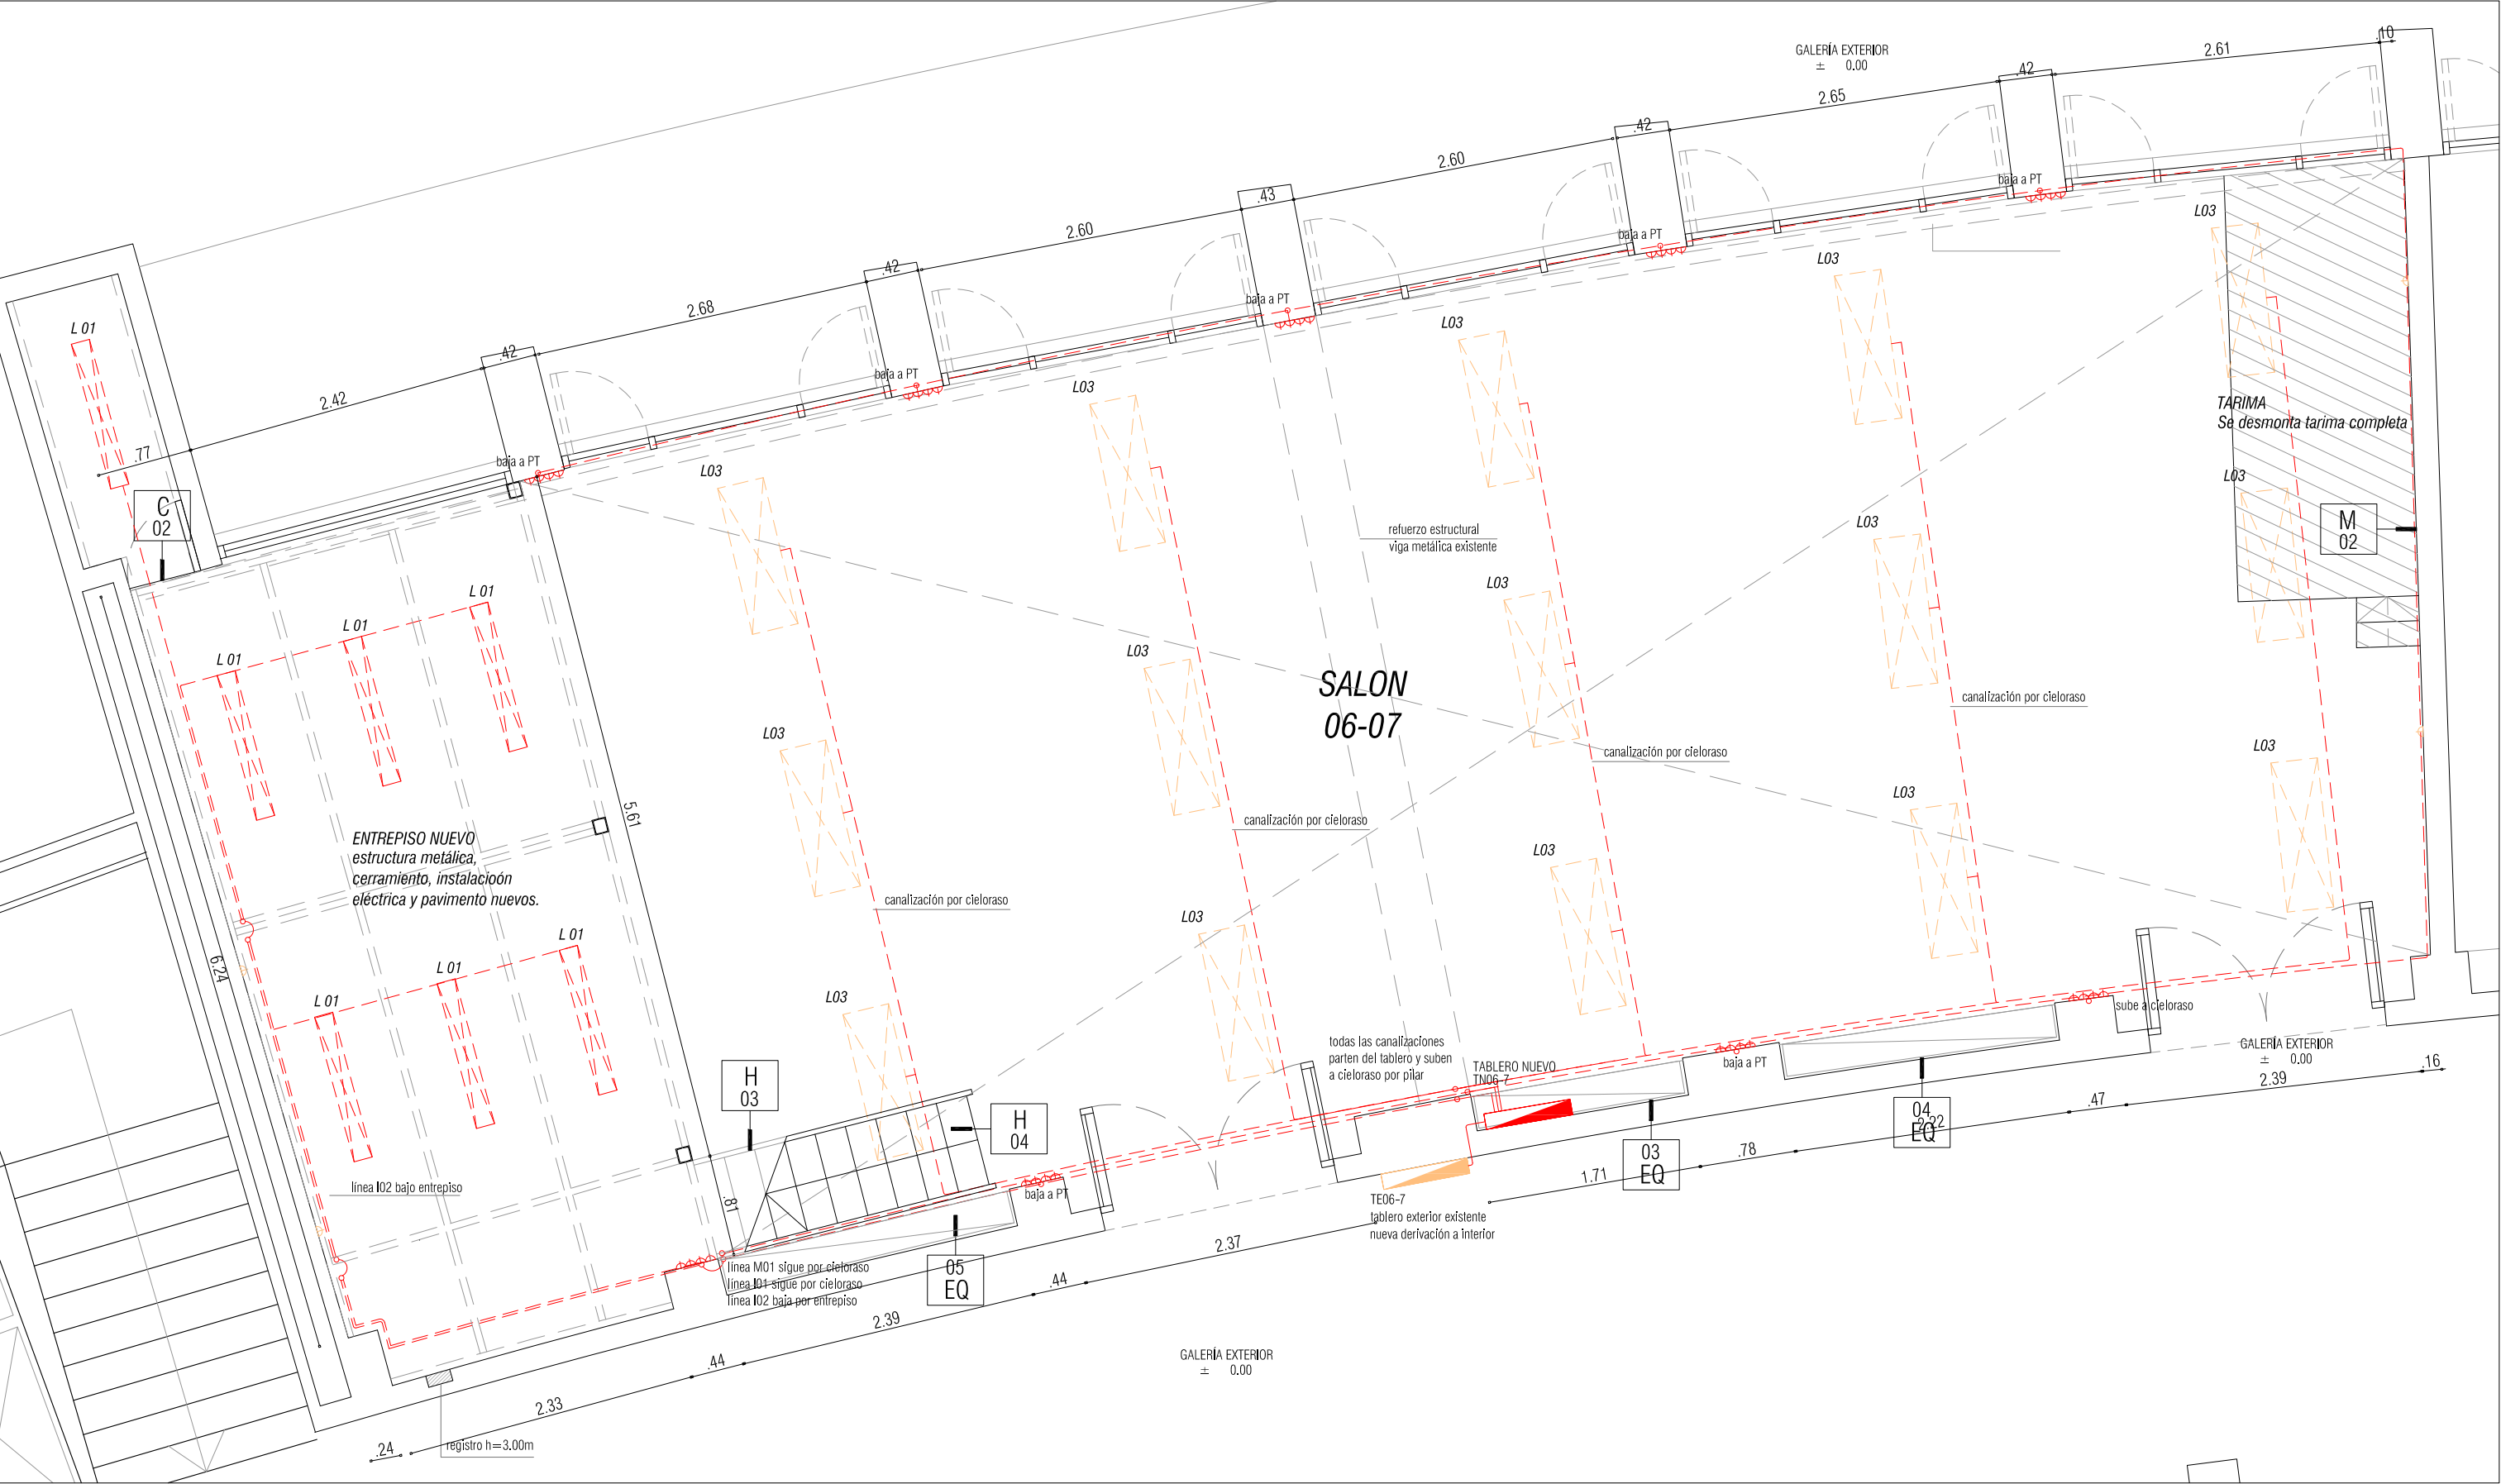 GALERÍA EXTERIOR
± 0.00
.10
2.61
.42
2.65
.42
2.60
.43
2.60
.42
2.68
.42
2.42
.77
L 01
baja a PT
baja a PT
baja a PT
baja a PT
baja a PT
L03
L03
L03
L03
L03
TARIMA
Se desmonta tarima completa
C
02
M
02
refuerzo estructural
viga metálica existente
L 01
L 01
L 01
L03
L03
L03
L03
L03
SALON
06-07
canalización por cieloraso
canalización por cieloraso
canalización por cieloraso
canalización por cieloraso
5.61
6.24
ENTREPISO NUEVO
estructura metálica,
cerramiento, instalacioón
eléctrica y pavimento nuevos.
L 01
L 01
L 01
L03
L03
L03
L03
L03
sube a cieloraso
GALERÍA EXTERIOR
± 0.00
todas las canalizaciones
parten del tablero y suben
a cieloraso por pilar
TABLERO NUEVO
TN06-7
baja a PT
H
03
H
04
.16
2.39
.47
04
EQ
2.22
03
EQ
.78
1.71
TE06-7
tablero exterior existente
nueva derivación a interior
línea l02 bajo entrepiso
.81
baja a PT
línea M01 sigue por cieloraso
línea l01 sigue por cieloraso
línea l02 baja por entrepiso
05
EQ
2.37
.44
2.39
.44
2.33
.24
GALERÍA EXTERIOR
± 0.00
registro h=3.00m